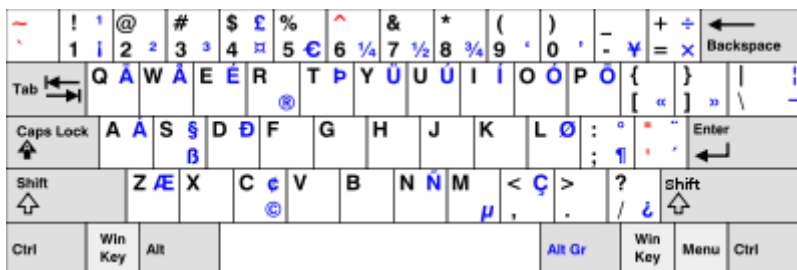 ~ ! ¹ @ # $ £ % ^ & * ( ) _ + ÷
` 1 ¡ 2 ² 3 ³ 4 ¤ 5 € 6 ¼ 7 ½ 8 ¾ 9 ‘ 0 ’ - ¥ = × Backspace
Tab Q Ä W Å E É R ® T Þ Y Ü U Ú I Í O Ó P Ö { [ « } ] » | \ ¦ ¬
Caps Lock A Á S § ß D Ð F G H J K L Ø : ; ° ¶ " ' ¨ ´ Enter
Shift Z Æ X C ¢ © V B N Ñ M µ < , Ç > . ? / ¿ Shift
Ctrl Win Key Alt Alt Gr Win Key Menu Ctrl